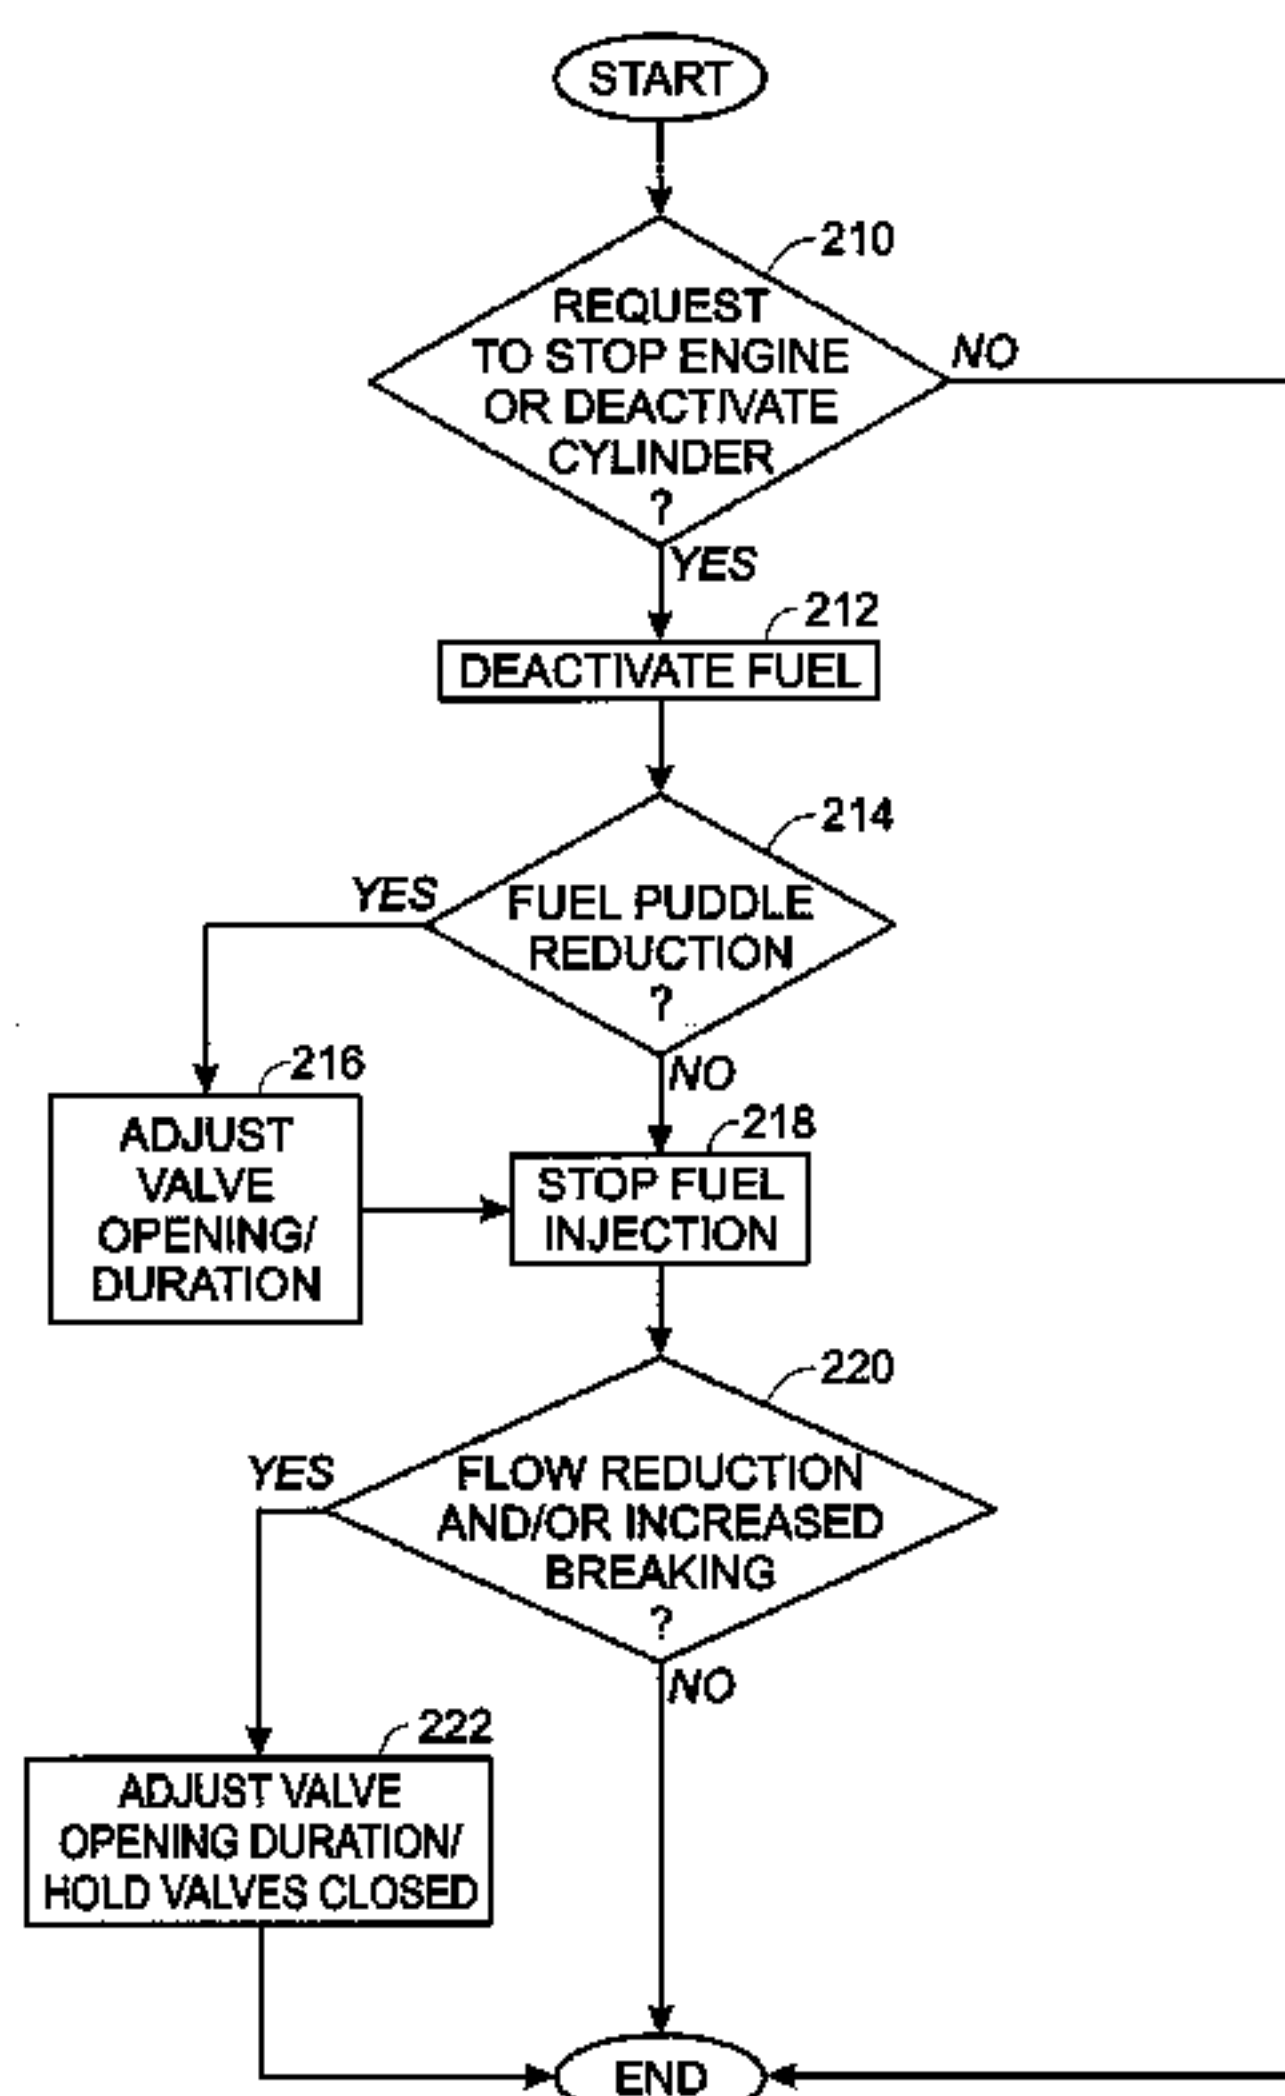 START
210
REQUEST
TO STOP ENGINE
OR DEACTIVATE
CYLINDER
?
NO
YES
212
DEACTIVATE FUEL
214
YES
FUEL PUDDLE
REDUCTION
?
NO
216
ADJUST
VALVE
OPENING/
DURATION
218
STOP FUEL
INJECTION
220
YES
FLOW REDUCTION
AND/OR INCREASED
BREAKING
?
NO
222
ADJUST VALVE
OPENING DURATION/
HOLD VALVES CLOSED
END